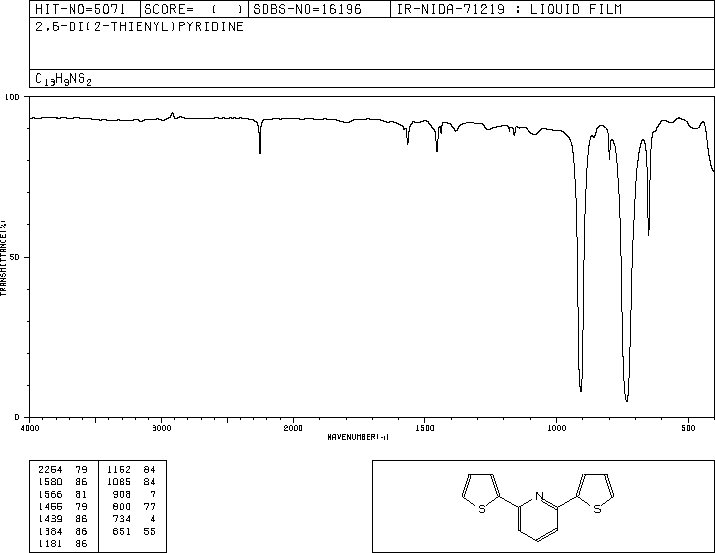 HIT-NO=5071 SCORE= ( ) SDBS-NO=16196 IR-NIDA-71219 : LIQUID FILM
2,6-DI(2-THIENYL)PYRIDINE
C13H9NS2
100
50
0
TRANSMITTANCE(%)
4000 3000 2000 1500 1000 500
WAVENUMBER(-1)
2254 79 1162 84
1580 86 1085 84
1566 81 908 7
1455 79 800 77
1439 86 734 4
1384 86 651 55
1181 86
N
S S